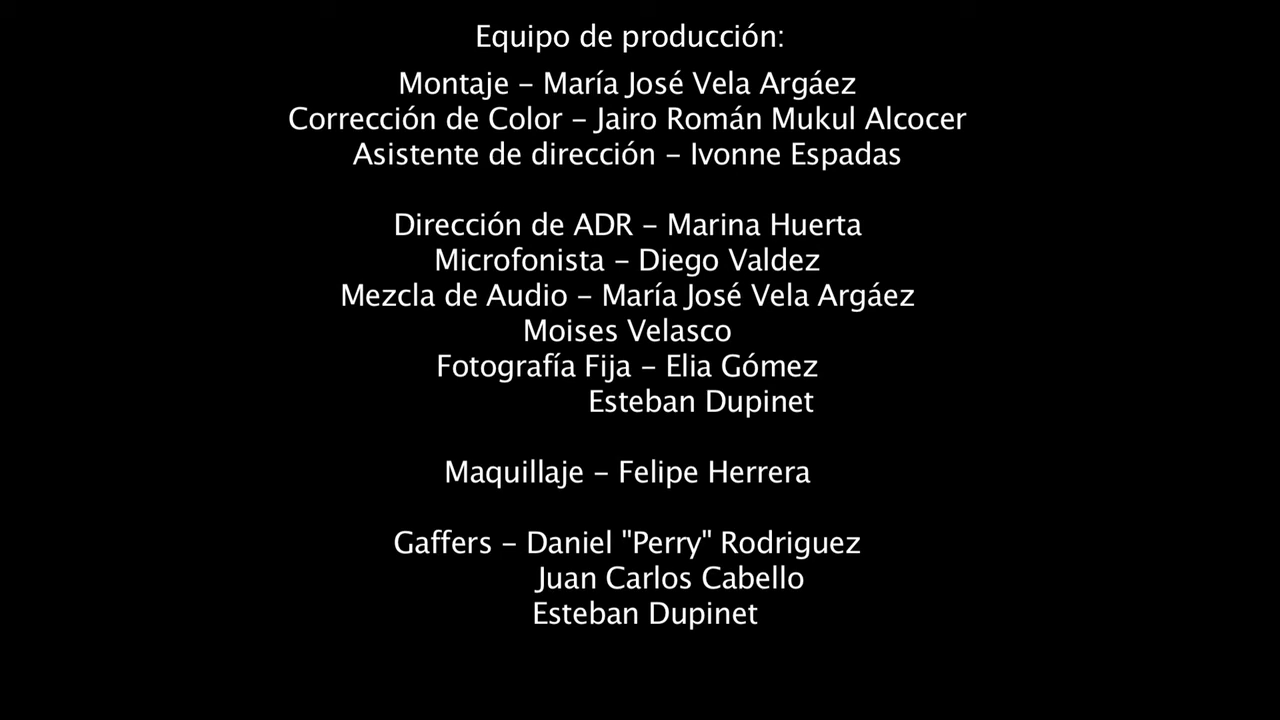 Equipo de producción:
Montaje – María José Vela Argáez
Corrección de Color – Jairo Román Mukul Alcocer
Asistente de dirección – Ivonne Espadas
Dirección de ADR – Marina Huerta
Microfonista – Diego Valdez
Mezcla de Audio – María José Vela Argáez
Moises Velasco
Fotografía Fija – Elia Gómez
Esteban Dupinet
Maquillaje – Felipe Herrera
Gaffers – Daniel "Perry" Rodriguez
Juan Carlos Cabello
Esteban Dupinet